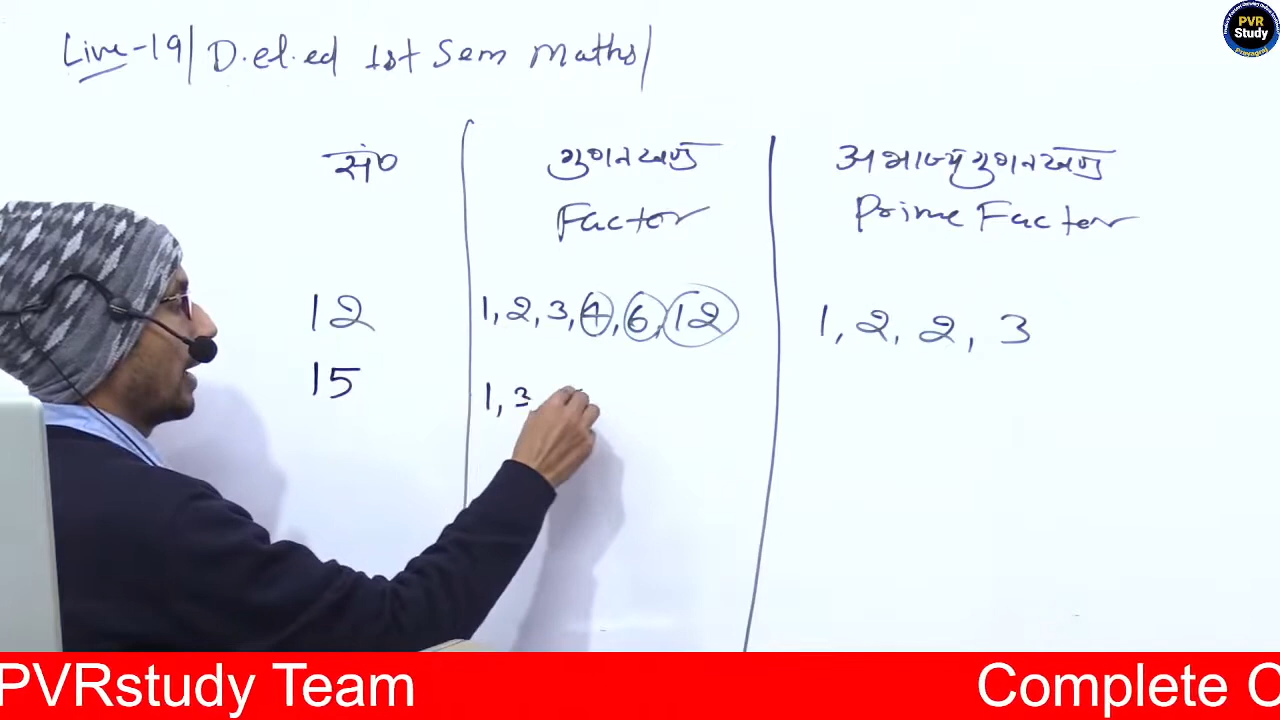 Live-19/ D.el.ed 1st Sem Maths/
PVR
Study
Prayagraj
सं०
गुणनखण्ड
अभाज्य गुणनखण्ड
Factor
Prime Factor
12
1, 2, 3, 4, 6, 12
1, 2, 2, 3
15
1, 3
PVRstudy Team
Complete C